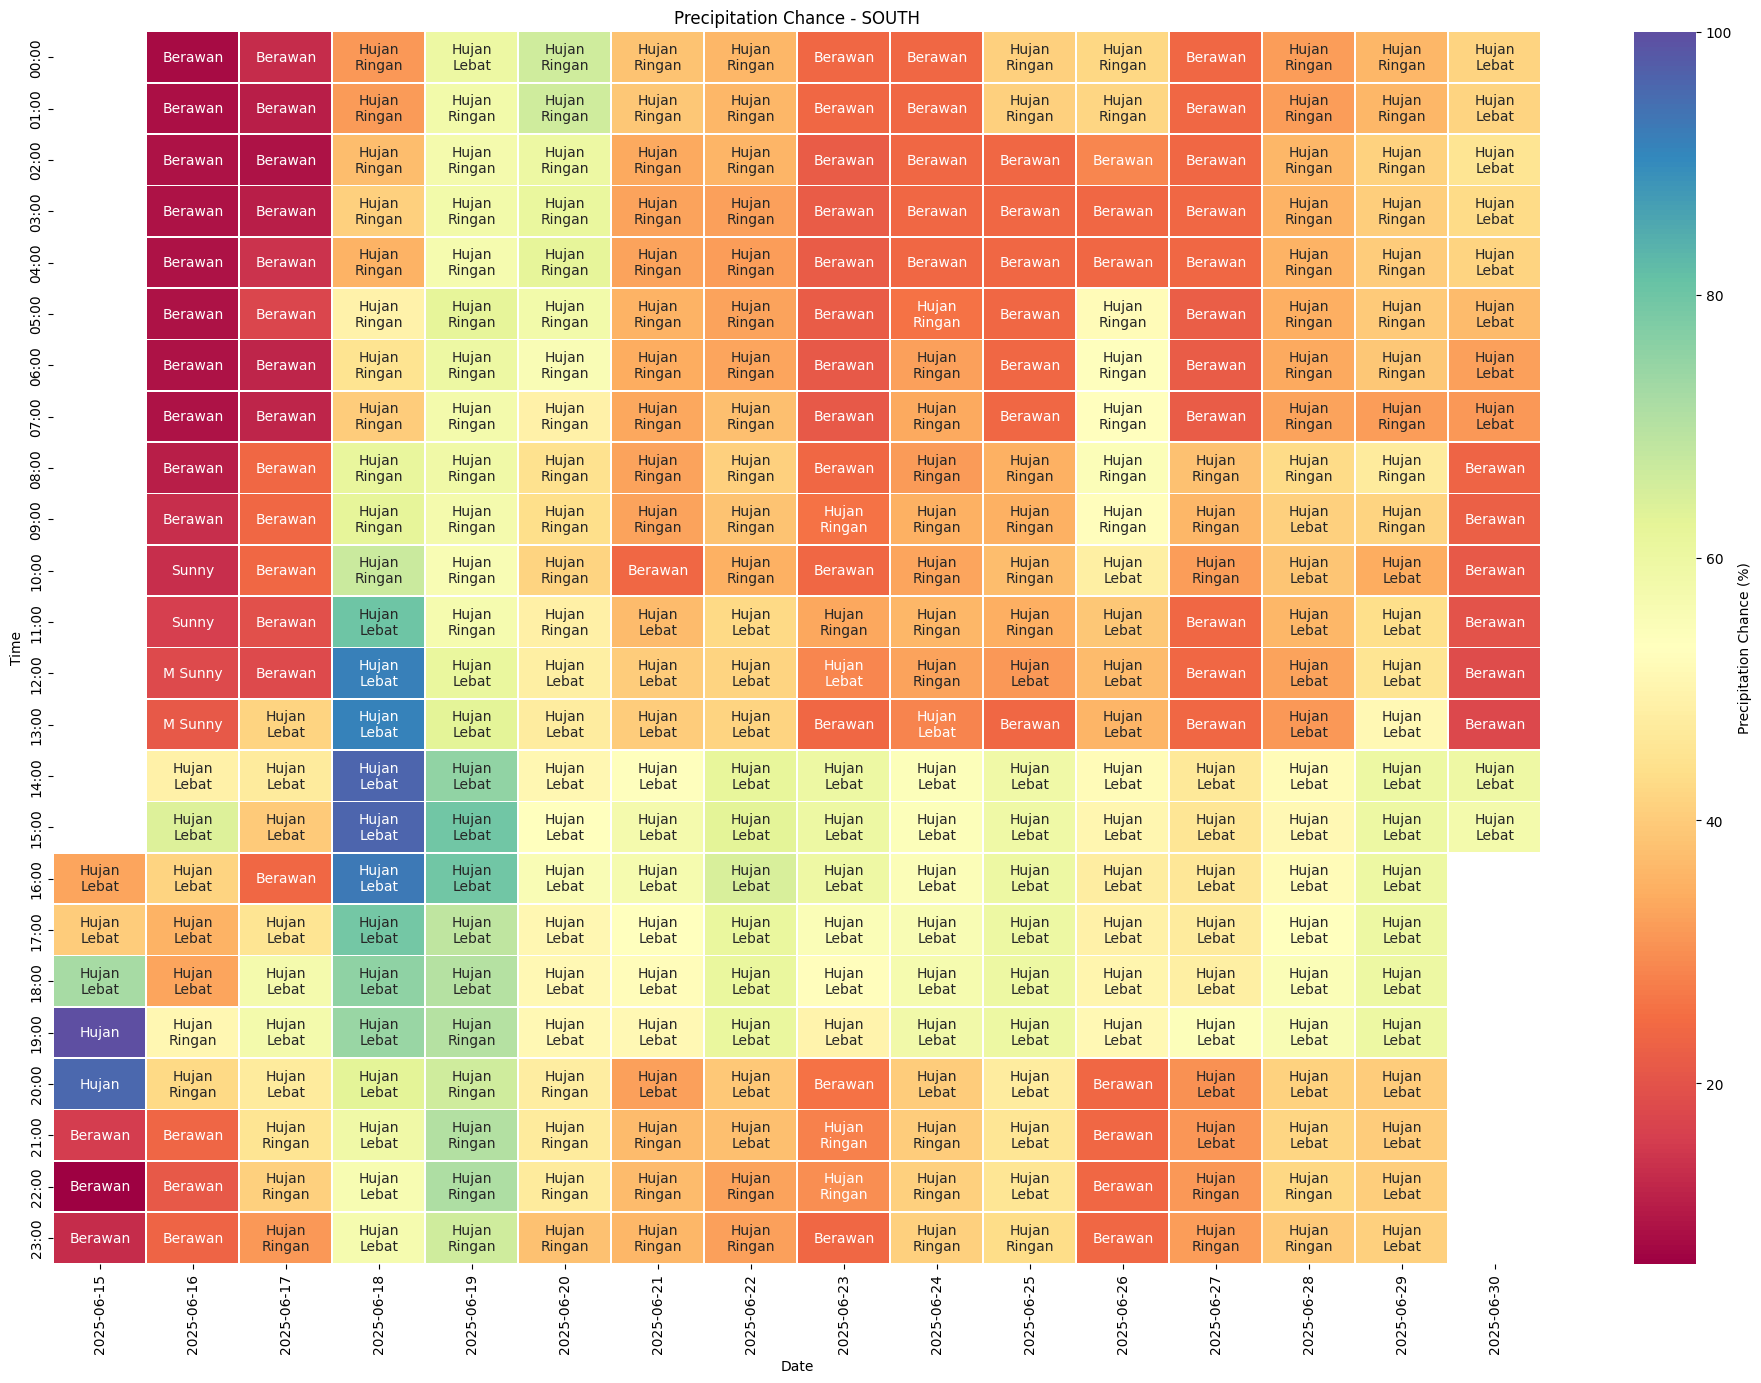 Precipitation Chance - SOUTH
00:00 Berawan Berawan Hujan Ringan Hujan Lebat Hujan Ringan Hujan Ringan Hujan Ringan Berawan Berawan Hujan Ringan Hujan Ringan Berawan Hujan Ringan Hujan Ringan Hujan Lebat
01:00 Berawan Berawan Hujan Ringan Hujan Ringan Hujan Ringan Hujan Ringan Hujan Ringan Berawan Berawan Hujan Ringan Hujan Ringan Berawan Hujan Ringan Hujan Ringan Hujan Lebat
02:00 Berawan Berawan Hujan Ringan Hujan Ringan Hujan Ringan Hujan Ringan Hujan Ringan Berawan Berawan Berawan Berawan Berawan Hujan Ringan Hujan Ringan Hujan Lebat
03:00 Berawan Berawan Hujan Ringan Hujan Ringan Hujan Ringan Hujan Ringan Hujan Ringan Berawan Berawan Berawan Berawan Berawan Hujan Ringan Hujan Ringan Hujan Lebat
04:00 Berawan Berawan Hujan Ringan Hujan Ringan Hujan Ringan Hujan Ringan Hujan Ringan Berawan Berawan Berawan Berawan Berawan Hujan Ringan Hujan Ringan Hujan Lebat
05:00 Berawan Berawan Hujan Ringan Hujan Ringan Hujan Ringan Hujan Ringan Hujan Ringan Berawan Hujan Ringan Berawan Hujan Ringan Berawan Hujan Ringan Hujan Ringan Hujan Lebat
06:00 Berawan Berawan Hujan Ringan Hujan Ringan Hujan Ringan Hujan Ringan Hujan Ringan Berawan Hujan Ringan Berawan Hujan Ringan Berawan Hujan Ringan Hujan Ringan Hujan Lebat
07:00 Berawan Berawan Hujan Ringan Hujan Ringan Hujan Ringan Hujan Ringan Hujan Ringan Berawan Hujan Ringan Berawan Hujan Ringan Berawan Hujan Ringan Hujan Ringan Hujan Lebat
08:00 Berawan Berawan Hujan Ringan Hujan Ringan Hujan Ringan Hujan Ringan Hujan Ringan Berawan Hujan Ringan Hujan Ringan Hujan Ringan Hujan Ringan Hujan Ringan Hujan Ringan Berawan
09:00 Berawan Berawan Hujan Ringan Hujan Ringan Hujan Ringan Hujan Ringan Hujan Ringan Hujan Ringan Hujan Ringan Hujan Ringan Hujan Ringan Hujan Ringan Hujan Lebat Hujan Ringan Berawan
10:00 Sunny Berawan Hujan Ringan Hujan Ringan Hujan Ringan Berawan Hujan Ringan Berawan Hujan Ringan Hujan Ringan Hujan Lebat Hujan Ringan Hujan Lebat Hujan Lebat Berawan
11:00 Sunny Berawan Hujan Lebat Hujan Ringan Hujan Ringan Hujan Lebat Hujan Lebat Hujan Ringan Hujan Ringan Hujan Ringan Hujan Lebat Berawan Hujan Lebat Hujan Lebat Berawan
12:00 M Sunny Berawan Hujan Lebat Hujan Lebat Hujan Lebat Hujan Lebat Hujan Lebat Hujan Lebat Hujan Ringan Hujan Lebat Hujan Lebat Berawan Hujan Lebat Hujan Lebat Berawan
13:00 M Sunny Hujan Lebat Hujan Lebat Hujan Lebat Hujan Lebat Hujan Lebat Hujan Lebat Berawan Hujan Lebat Berawan Hujan Lebat Berawan Hujan Lebat Hujan Lebat Berawan
14:00 Hujan Lebat Hujan Lebat Hujan Lebat Hujan Lebat Hujan Lebat Hujan Lebat Hujan Lebat Hujan Lebat Hujan Lebat Hujan Lebat Hujan Lebat Hujan Lebat Hujan Lebat Hujan Lebat Hujan Lebat
15:00 Hujan Lebat Hujan Lebat Hujan Lebat Hujan Lebat Hujan Lebat Hujan Lebat Hujan Lebat Hujan Lebat Hujan Lebat Hujan Lebat Hujan Lebat Hujan Lebat Hujan Lebat Hujan Lebat Hujan Lebat
16:00 Hujan Lebat Hujan Lebat Berawan Hujan Lebat Hujan Lebat Hujan Lebat Hujan Lebat Hujan Lebat Hujan Lebat Hujan Lebat Hujan Lebat Hujan Lebat Hujan Lebat Hujan Lebat Hujan Lebat
17:00 Hujan Lebat Hujan Lebat Hujan Lebat Hujan Lebat Hujan Lebat Hujan Lebat Hujan Lebat Hujan Lebat Hujan Lebat Hujan Lebat Hujan Lebat Hujan Lebat Hujan Lebat Hujan Lebat Hujan Lebat
18:00 Hujan Lebat Hujan Lebat Hujan Lebat Hujan Lebat Hujan Lebat Hujan Lebat Hujan Lebat Hujan Lebat Hujan Lebat Hujan Lebat Hujan Lebat Hujan Lebat Hujan Lebat Hujan Lebat Hujan Lebat
19:00 Hujan Hujan Ringan Hujan Lebat Hujan Lebat Hujan Ringan Hujan Lebat Hujan Lebat Hujan Lebat Hujan Lebat Hujan Lebat Hujan Lebat Hujan Lebat Hujan Lebat Hujan Lebat Hujan Lebat
20:00 Hujan Hujan Ringan Hujan Lebat Hujan Lebat Hujan Ringan Hujan Ringan Hujan Lebat Hujan Lebat Berawan Hujan Lebat Hujan Lebat Berawan Hujan Lebat Hujan Lebat Hujan Lebat
21:00 Berawan Berawan Hujan Ringan Hujan Lebat Hujan Ringan Hujan Ringan Hujan Ringan Hujan Lebat Hujan Ringan Hujan Ringan Hujan Lebat Berawan Hujan Lebat Hujan Lebat Hujan Lebat
22:00 Berawan Berawan Hujan Ringan Hujan Lebat Hujan Ringan Hujan Ringan Hujan Ringan Hujan Ringan Hujan Ringan Hujan Ringan Hujan Lebat Berawan Hujan Ringan Hujan Ringan Hujan Lebat
23:00 Berawan Berawan Hujan Ringan Hujan Lebat Hujan Ringan Hujan Ringan Hujan Ringan Hujan Ringan Berawan Hujan Ringan Hujan Ringan Berawan Hujan Ringan Hujan Ringan Hujan Lebat
Time
2025-06-15 2025-06-16 2025-06-17 2025-06-18 2025-06-19 2025-06-20 2025-06-21 2025-06-22 2025-06-23 2025-06-24 2025-06-25 2025-06-26 2025-06-27 2025-06-28 2025-06-29 2025-06-30
Date
100
80
60
40
20
Precipitation Chance (%)